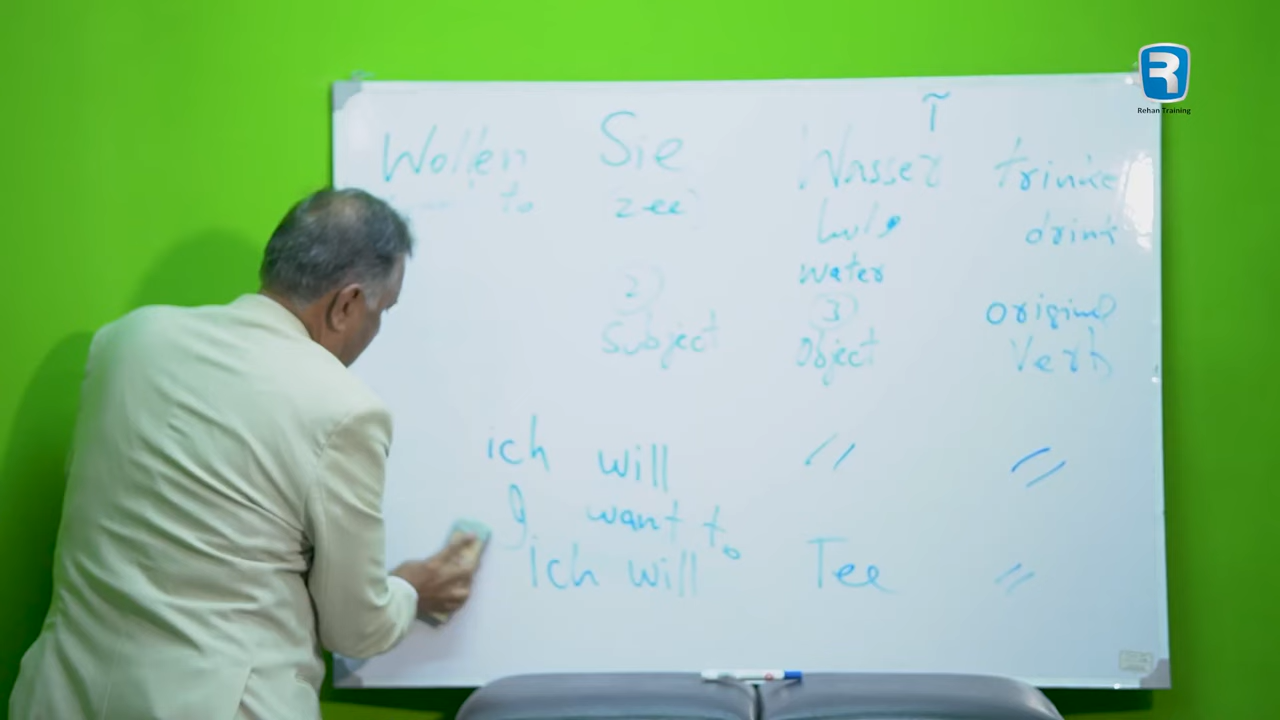 Rehan Training
Wollen Sie Wasser trinke
to zee
water drink
2 3
Subject Object original Verb
ich will 〃 〃
I want to
Ich will Tee 〃